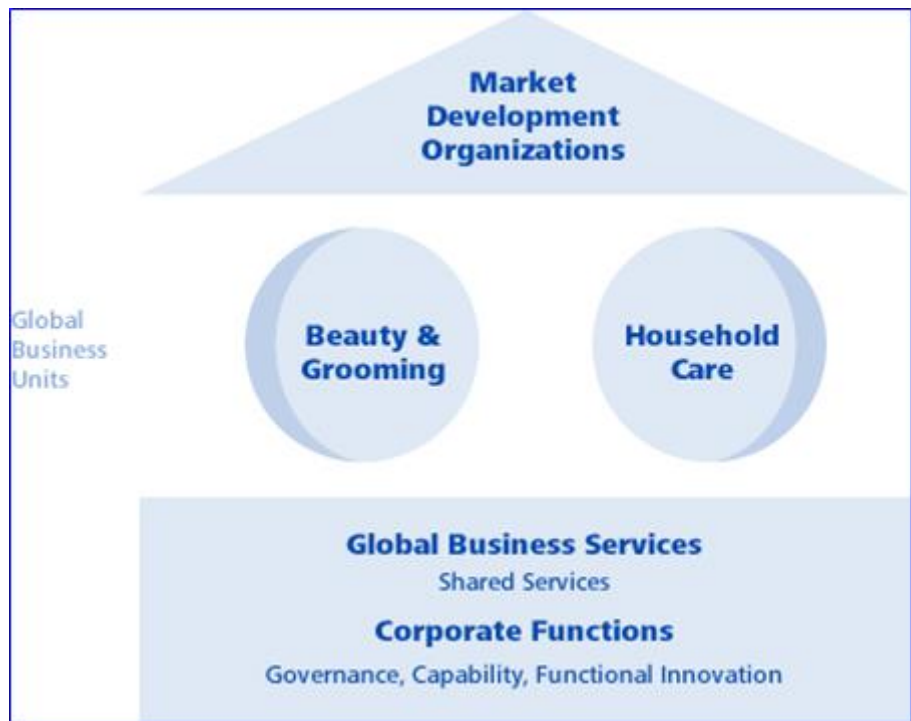 Market
Development
Organizations
Global
Business
Units
Beauty &
Grooming
Household
Care
Global Business Services
Shared Services
Corporate Functions
Governance, Capability, Functional Innovation